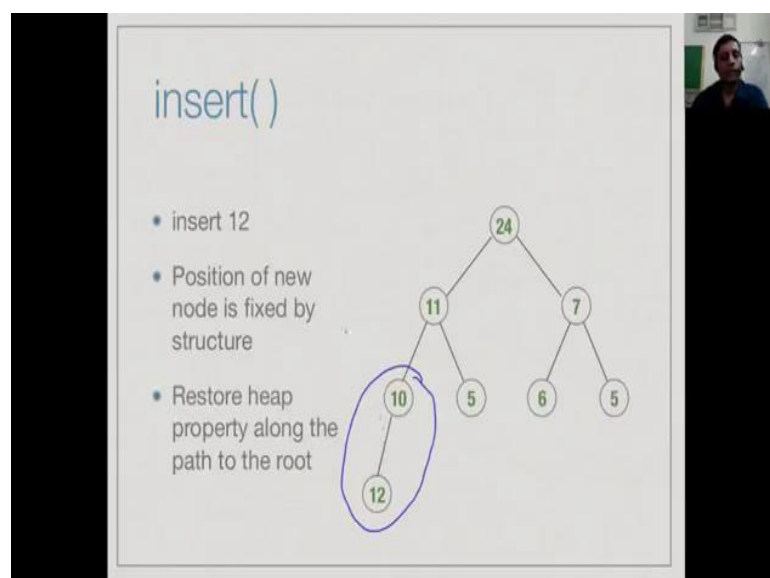 insert( )
• insert 12
• Position of new
node is fixed by
structure
• Restore heap
property along the
path to the root
24
11
7
10
5
6
5
12